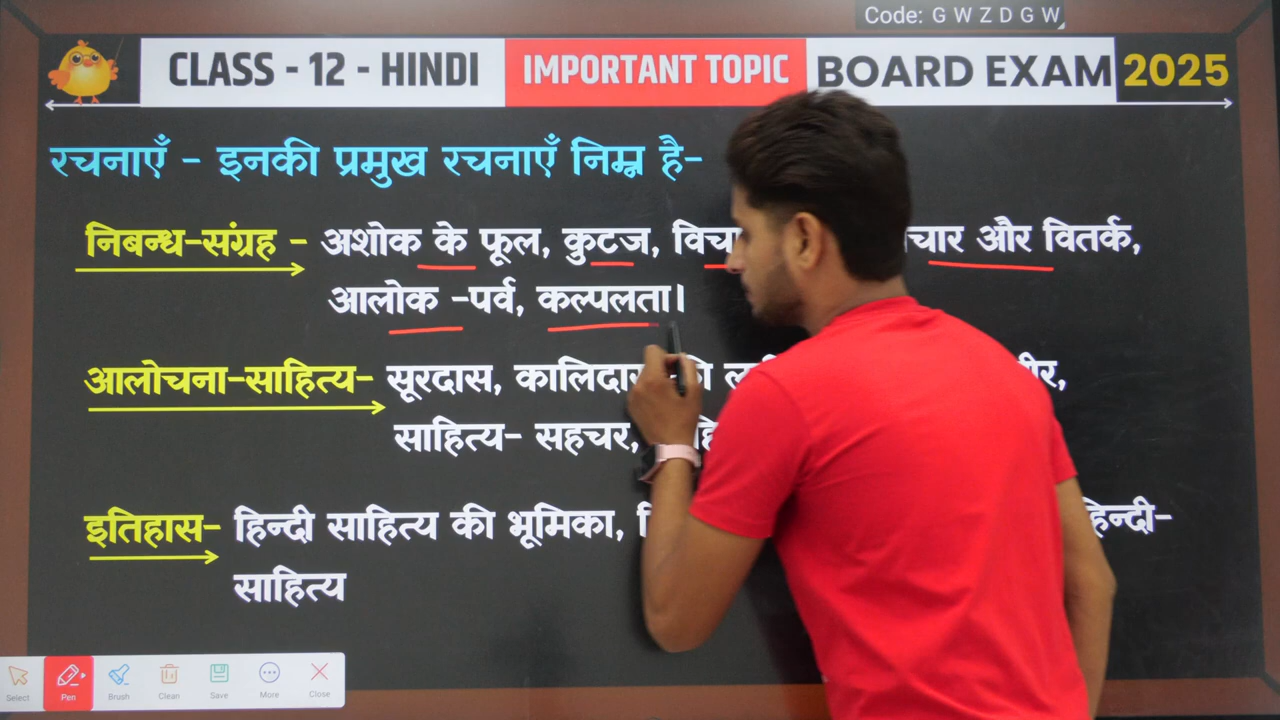 Code: G W Z D G W
CLASS - 12 - HINDI IMPORTANT TOPIC BOARD EXAM 2025
रचनाएँ - इनकी प्रमुख रचनाएँ निम्न है-
निबन्ध-संग्रह - अशोक के फूल, कुटज, और वितर्क,
आलोक -पर्व, कल्पलता।
आलोचना-साहित्य- सूरदास,
साहित्य- सहचर,
इतिहास- हिन्दी साहित्य की भूमिका, हिन्दी-
साहित्य
Select Pen Brush Clean Save More Close